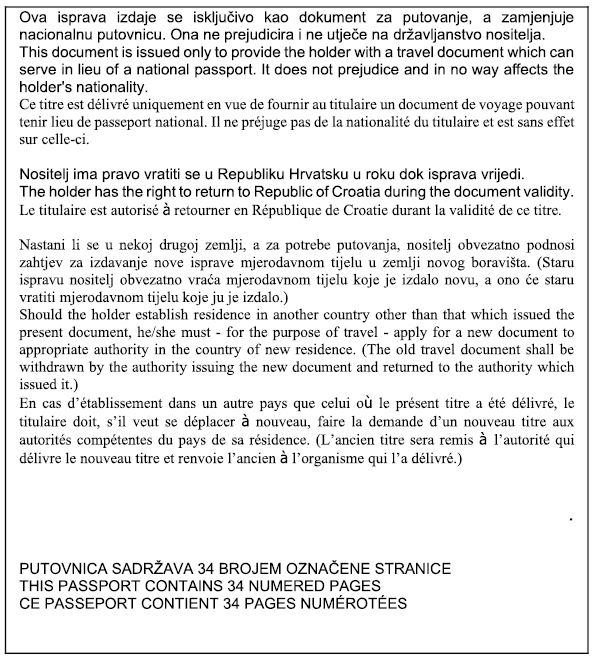 Ova isprava izdaje se isključivo kao dokument za putovanje, a zamjenjuje
nacionalnu putovnicu. Ona ne prejudicira i ne utječe na državljanstvo nositelja.
This document is issued only to provide the holder with a travel document which can
serve in lieu of a national passport. It does not prejudice and in no way affects the
holder's nationality.
Ce titre est délivré uniquement en vue de fournir au titulaire un document de voyage pouvant
tenir lieu de passeport national. Il ne préjuge pas de la nationalité du titulaire et est sans effet
sur celle-ci.
Nositelj ima pravo vratiti se u Republiku Hrvatsku u roku dok isprava vrijedi.
The holder has the right to return to Republic of Croatia during the document validity.
Le titulaire est autorisé à retourner en République de Croatie durant la validité de ce titre.
Nastani li se u nekoj drugoj zemlji, a za potrebe putovanja, nositelj obvezatno podnosi
zahtjev za izdavanje nove isprave mjerodavnom tijelu u zemlji novog boravišta. (Staru
ispravu nositelj obvezatno vraća mjerodavnom tijelu koje je izdalo novu, a ono će staru
vratiti mjerodavnom tijelu koje ju je izdalo.)
Should the holder establish residence in another country other than that which issued the
present document, he/she must - for the purpose of travel - apply for a new document to
appropriate authority in the country of new residence. (The old travel document shall be
withdrawn by the authority issuing the new document and returned to the authority which
issued it.)
En cas d’établissement dans un autre pays que celui où le présent titre a été délivré, le
titulaire doit, s’il veut se déplacer à nouveau, faire la demande d’un nouveau titre aux
autorités compétentes du pays de sa résidence. (L’ancien titre sera remis à l’autorité qui
délivre le nouveau titre et renvoie l’ancien à l’organisme qui l’a délivré.)
.
PUTOVNICA SADRŽAVA 34 BROJEM OZNAČENE STRANICE
THIS PASSPORT CONTAINS 34 NUMERED PAGES
CE PASSEPORT CONTIENT 34 PAGES NUMÉROTÉES